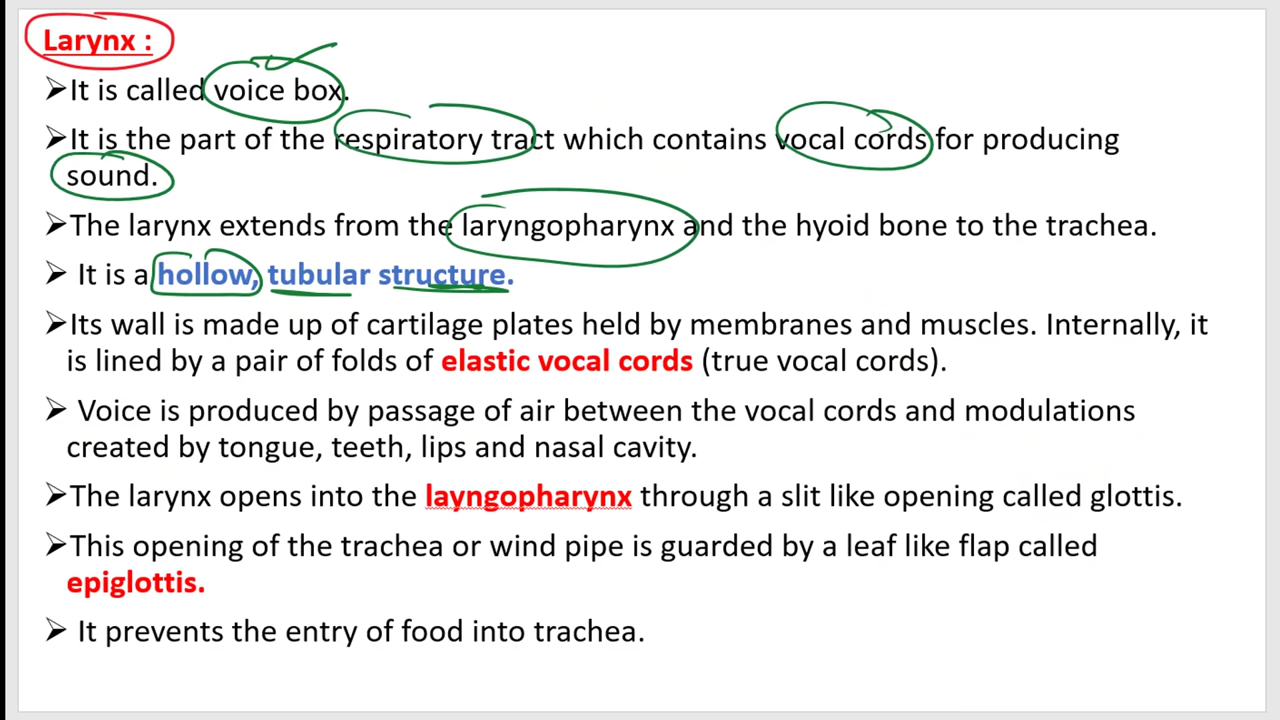 Larynx :
➢It is called voice box.
➢It is the part of the respiratory tract which contains vocal cords for producing
sound.
➢The larynx extends from the laryngopharynx and the hyoid bone to the trachea.
➢ It is a hollow, tubular structure.
➢Its wall is made up of cartilage plates held by membranes and muscles. Internally, it
is lined by a pair of folds of elastic vocal cords (true vocal cords).
➢ Voice is produced by passage of air between the vocal cords and modulations
created by tongue, teeth, lips and nasal cavity.
➢The larynx opens into the layngopharynx through a slit like opening called glottis.
➢This opening of the trachea or wind pipe is guarded by a leaf like flap called
epiglottis.
➢ It prevents the entry of food into trachea.